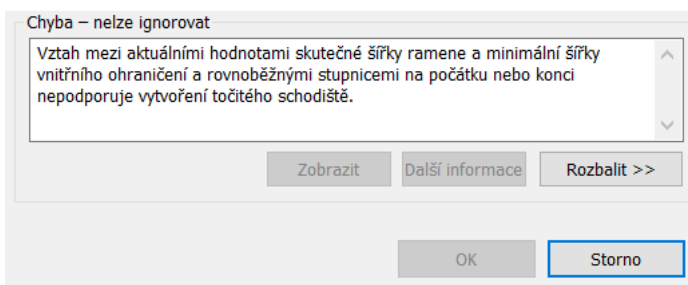 Chyba – nelze ignorovat
Vztah mezi aktuálními hodnotami skutečné šířky ramene a minimální šířky
vnitřního ohraničení a rovnoběžnými stupnicemi na počátku nebo konci
nepodporuje vytvoření točitého schodiště.
Zobrazit Další informace Rozbalit >>
OK Storno